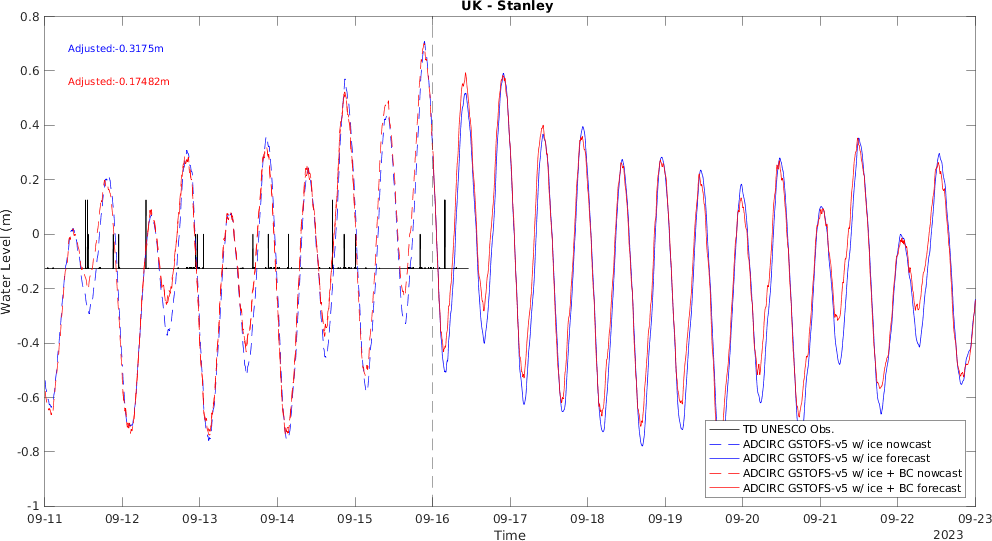 UK - Stanley
0.8
0.6
0.4
0.2
0
-0.2
-0.4
-0.6
-0.8
-1
Water Level (m)
Adjusted:-0.3175m
Adjusted:-0.17482m
TD UNESCO Obs.
ADCIRC GSTOFS-v5 w/ ice nowcast
ADCIRC GSTOFS-v5 w/ ice forecast
ADCIRC GSTOFS-v5 w/ ice + BC nowcast
ADCIRC GSTOFS-v5 w/ ice + BC forecast
09-11 09-12 09-13 09-14 09-15 09-16 09-17 09-18 09-19 09-20 09-21 09-22 09-23
Time
2023